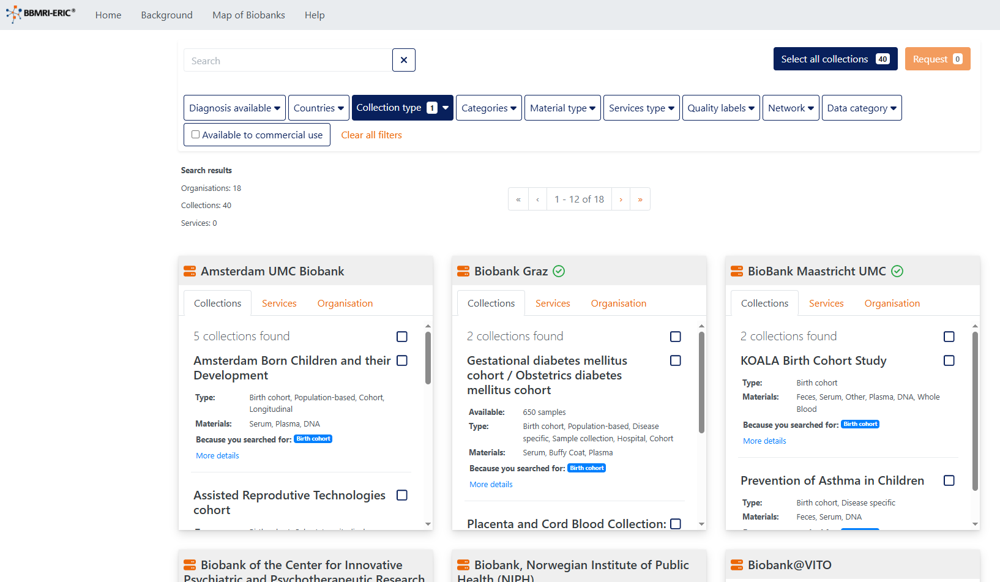 BBMRI-ERIC®
Home
Background
Map of Biobanks
Help
Search
Select all collections 40
Request 0
Diagnosis available
Countries
Collection type 1
Categories
Material type
Services type
Quality labels
Network
Data category
Available to commercial use
Clear all filters
Search results
Organisations: 18
Collections: 40
Services: 0
« ‹ 1 - 12 of 18 › »
Amsterdam UMC Biobank
Collections Services Organisation
5 collections found
Amsterdam Born Children and their
Development
Type: Birth cohort, Population-based, Cohort,
Longitudinal
Materials: Serum, Plasma, DNA
Because you searched for: Birth cohort
More details
Assisted Reprodutive Technologies
cohort
Biobank Graz
Collections Services Organisation
2 collections found
Gestational diabetes mellitus
cohort / Obstetrics diabetes
mellitus cohort
Available: 650 samples
Type: Birth cohort, Population-based, Disease
specific, Sample collection, Hospital, Cohort
Materials: Serum, Buffy Coat, Plasma
Because you searched for: Birth cohort
More details
Placenta and Cord Blood Collection:
BioBank Maastricht UMC
Collections Services Organisation
2 collections found
KOALA Birth Cohort Study
Type: Birth cohort
Materials: Feces, Serum, Other, Plasma, DNA, Whole
Blood
Because you searched for: Birth cohort
More details
Prevention of Asthma in Children
Type: Birth cohort, Disease specific
Materials: Feces, Serum, DNA
Biobank of the Center for Innovative
Psychiatric and Psychotherapeutic Research
Biobank, Norwegian Institute of Public
Health (NIPH)
Biobank@VITO